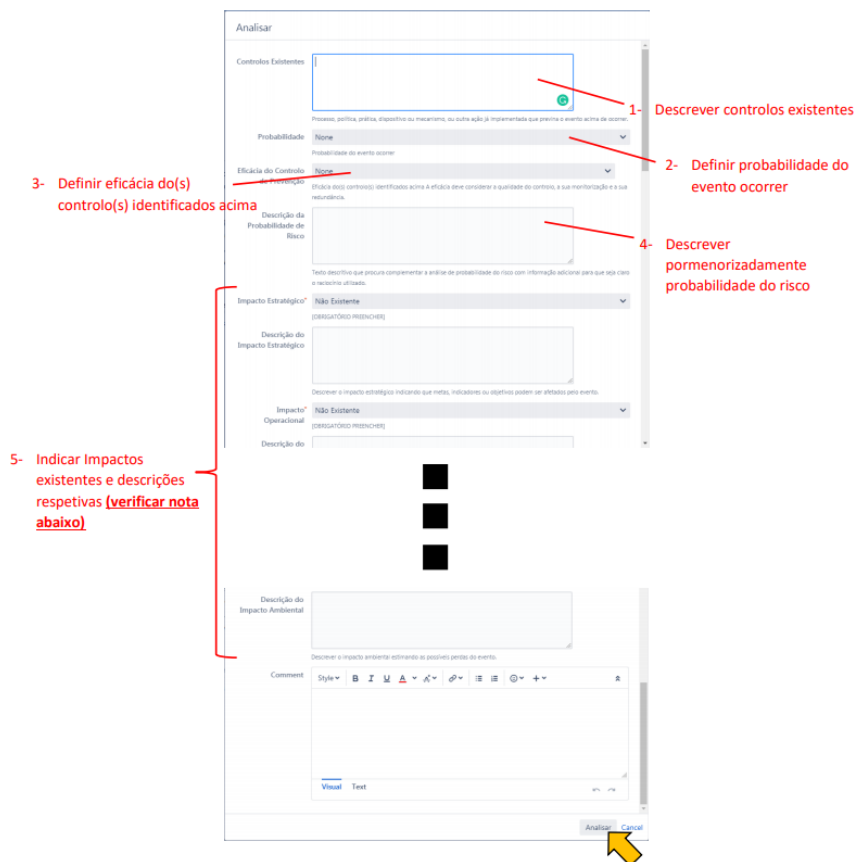 Analisar
Controlos Existentes
1- Descrever controlos existentes
Processo, política, prática, dispositivo ou mecanismo, ou outra ação já implementada que previna o evento acima de ocorrer.
Probabilidade
None
Probabilidade do evento ocorrer
2- Definir probabilidade do
evento ocorrer
3- Definir eficácia do(s)
controlo(s) identificados acima
Eficácia do Controlo
de Prevenção
None
Eficácia do(s) controlo(s) identificados acima A eficácia deve considerar a qualidade do controlo, a sua monitorização e a sua
redundância.
Descrição da
Probabilidade de
Risco
4- Descrever
pormenorizadamente
probabilidade do risco
Texto descritivo que procura complementar a análise de probabilidade do risco com informação adicional para que seja claro
o raciocínio utilizado.
Impacto Estratégico*
Não Existente
[OBRIGATÓRIO PREENCHER]
Descrição do
Impacto Estratégico
Descrever o impacto estratégico indicando que metas, indicadores ou objetivos podem ser afetados pelo evento.
Impacto*
Operacional
Não Existente
[OBRIGATÓRIO PREENCHER]
Descrição do
5- Indicar Impactos
existentes e descrições
respetivas (verificar nota
abaixo)
Descrição do
Impacto Ambiental
Descrever o impacto ambiental estimando as possíveis perdas do evento.
Comment
Style B I U A
Visual Text
Analisar Cancel